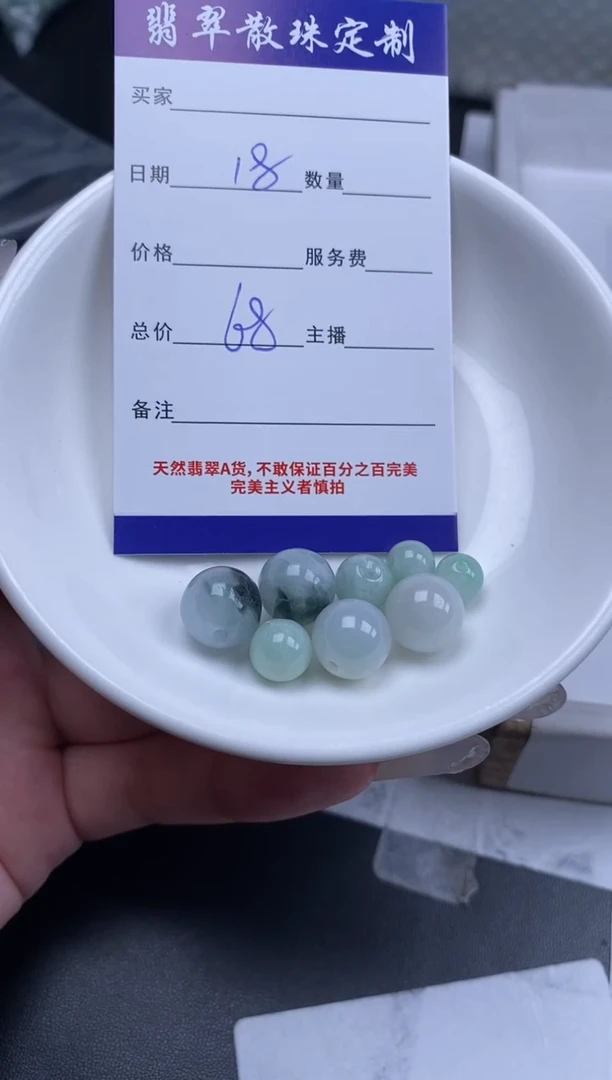 翡翠散珠定制
买家
日期 18 数量
价格 服务费
总价 68 主播
备注
天然翡翠A货,不敢保证百分之百完美
完美主义者慎拍